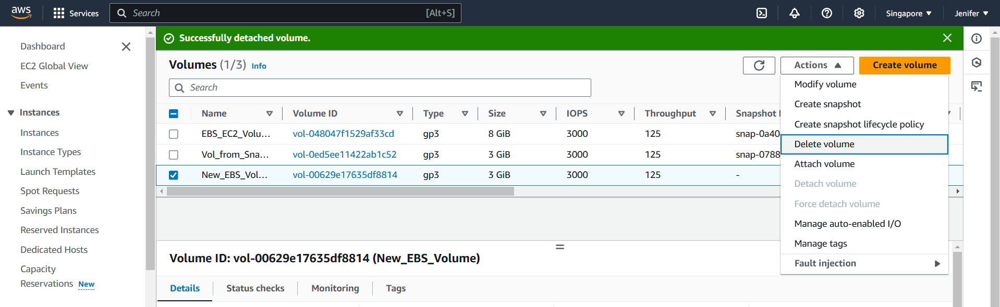 aws Services Search [Alt+S] Singapore Jenifer
Dashboard
EC2 Global View
Events
Instances
Instances
Instance Types
Launch Templates
Spot Requests
Savings Plans
Reserved Instances
Dedicated Hosts
Capacity
Reservations New
Successfully detached volume.
Volumes (1/3) Info
Actions
Create volume
Search
Name Volume ID Type Size IOPS Throughput Snapshot
EBS_EC2_Volu... vol-048047f1529af33cd gp3 8 GiB 3000 125 snap-0a40
Vol_from_Sna... vol-0ed5ee11422ab1c52 gp3 3 GiB 3000 125 snap-0788
New_EBS_Vol... vol-00629e17635df8814 gp3 3 GiB 3000 125 -
Modify volume
Create snapshot
Create snapshot lifecycle policy
Delete volume
Attach volume
Detach volume
Force detach volume
Manage auto-enabled I/O
Manage tags
Fault injection
Volume ID: vol-00629e17635df8814 (New_EBS_Volume)
Details Status checks Monitoring Tags